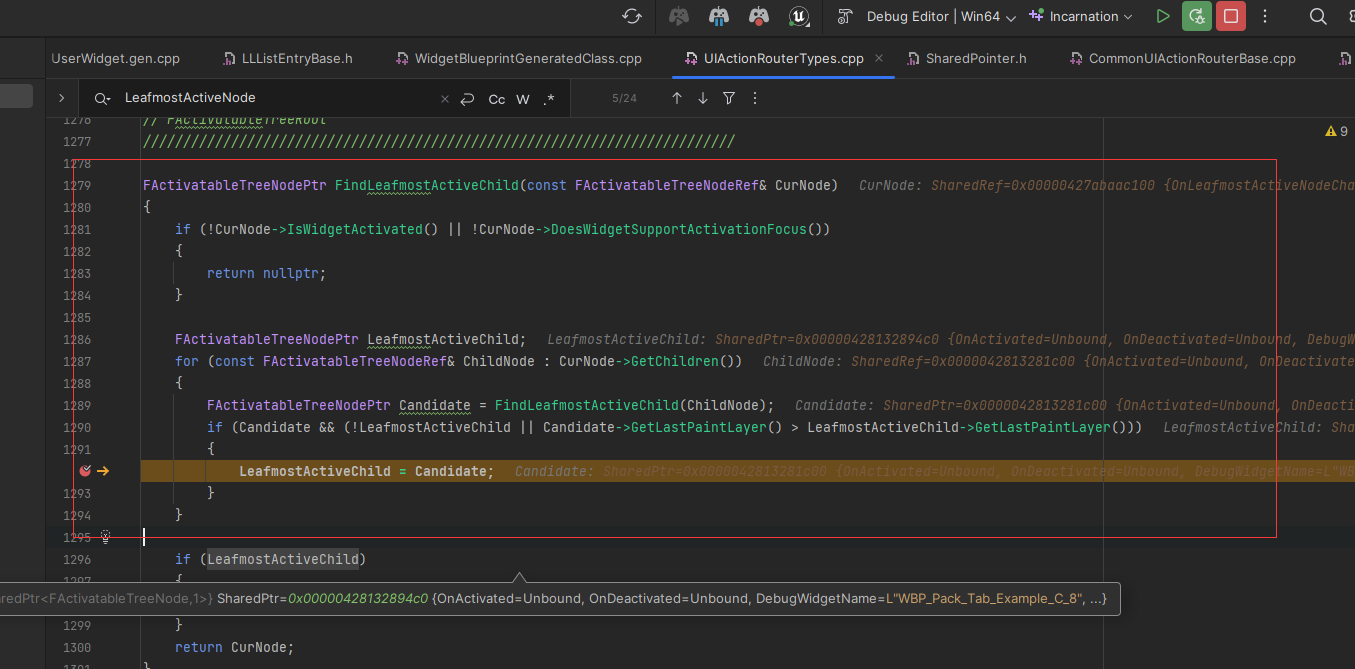 Debug Editor | Win64 Incarnation
UserWidget.gen.cpp LLListEntryBase.h WidgetBlueprintGeneratedClass.cpp UIActionRouterTypes.cpp SharedPointer.h CommonUIActionRouterBase.cpp
LeafmostActiveNode Cc W .* 5/24
1276 // FActivatableTreeRoot
1277 //////////////////////////////////////////////////////////////////////////
9
1278
1279 FActivatableTreeNodePtr FindLeafmostActiveChild(const FActivatableTreeNodeRef& CurNode) CurNode: SharedRef=0x00000427abaac100 {OnLeafmostActiveNodeCha
1280 {
1281 if (!CurNode->IsWidgetActivated() || !CurNode->DoesWidgetSupportActivationFocus())
1282 {
1283 return nullptr;
1284 }
1285
1286 FActivatableTreeNodePtr LeafmostActiveChild; LeafmostActiveChild: SharedPtr=0x00000428132894c0 {OnActivated=Unbound, OnDeactivated=Unbound, DebugW
1287 for (const FActivatableTreeNodeRef& ChildNode : CurNode->GetChildren()) ChildNode: SharedRef=0x0000042813281c00 {OnActivated=Unbound, OnDeactivate
1288 {
1289 FActivatableTreeNodePtr Candidate = FindLeafmostActiveChild(ChildNode); Candidate: SharedPtr=0x0000042813281c00 {OnActivated=Unbound, OnDeacti
1290 if (Candidate && (!LeafmostActiveChild || Candidate->GetLastPaintLayer() > LeafmostActiveChild->GetLastPaintLayer())) LeafmostActiveChild: Sha
1291 {
LeafmostActiveChild = Candidate; Candidate: SharedPtr=0x0000042813281c00 {OnActivated=Unbound, OnDeactivated=Unbound, DebugWidgetName=L"WB
1293 }
1294 }
1295
1296 if (LeafmostActiveChild)
1297 {
redPtr<FActivatableTreeNode,1>} SharedPtr=0x00000428132894c0 {OnActivated=Unbound, OnDeactivated=Unbound, DebugWidgetName=L"WBP_Pack_Tab_Example_C_8", ...}
1299 }
1300 return CurNode;
1301 }